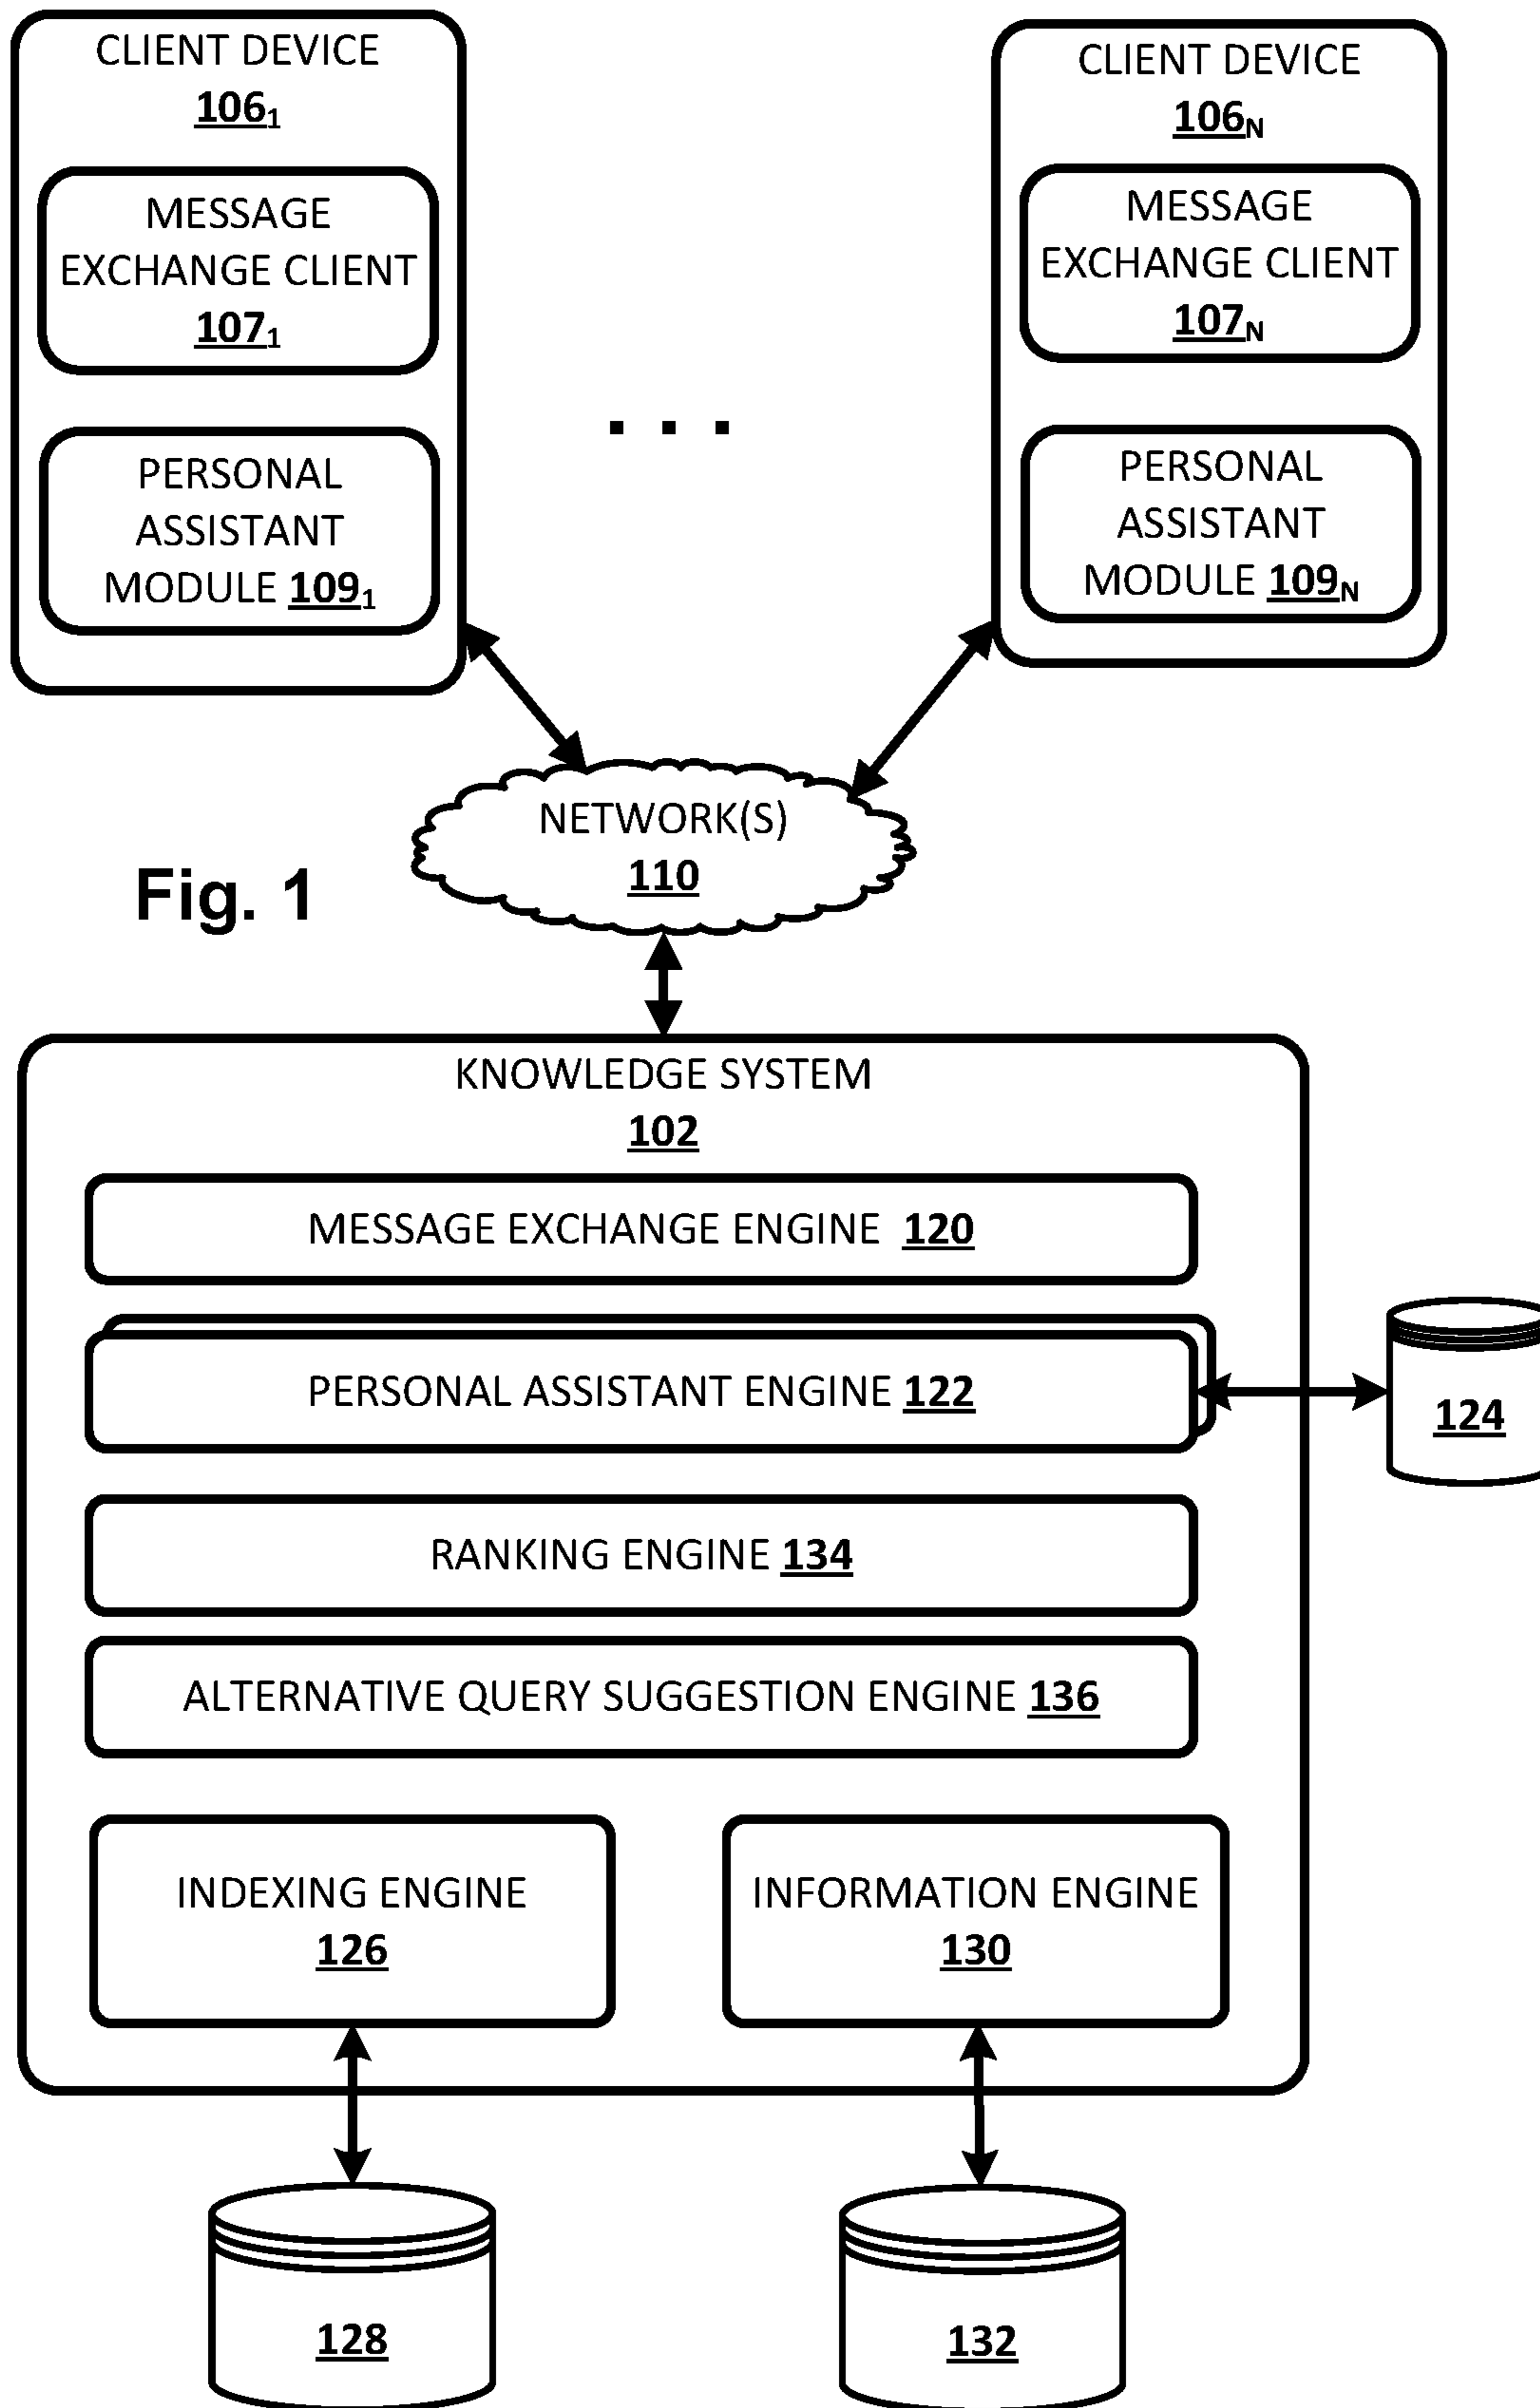 CLIENT DEVICE
106₁
MESSAGE
EXCHANGE CLIENT
107₁
PERSONAL
ASSISTANT
MODULE 109₁
. . .
CLIENT DEVICE
106N
MESSAGE
EXCHANGE CLIENT
107N
PERSONAL
ASSISTANT
MODULE 109N
NETWORK(S)
110
Fig. 1
KNOWLEDGE SYSTEM
102
MESSAGE EXCHANGE ENGINE 120
PERSONAL ASSISTANT ENGINE 122
124
RANKING ENGINE 134
ALTERNATIVE QUERY SUGGESTION ENGINE 136
INDEXING ENGINE
126
INFORMATION ENGINE
130
128
132